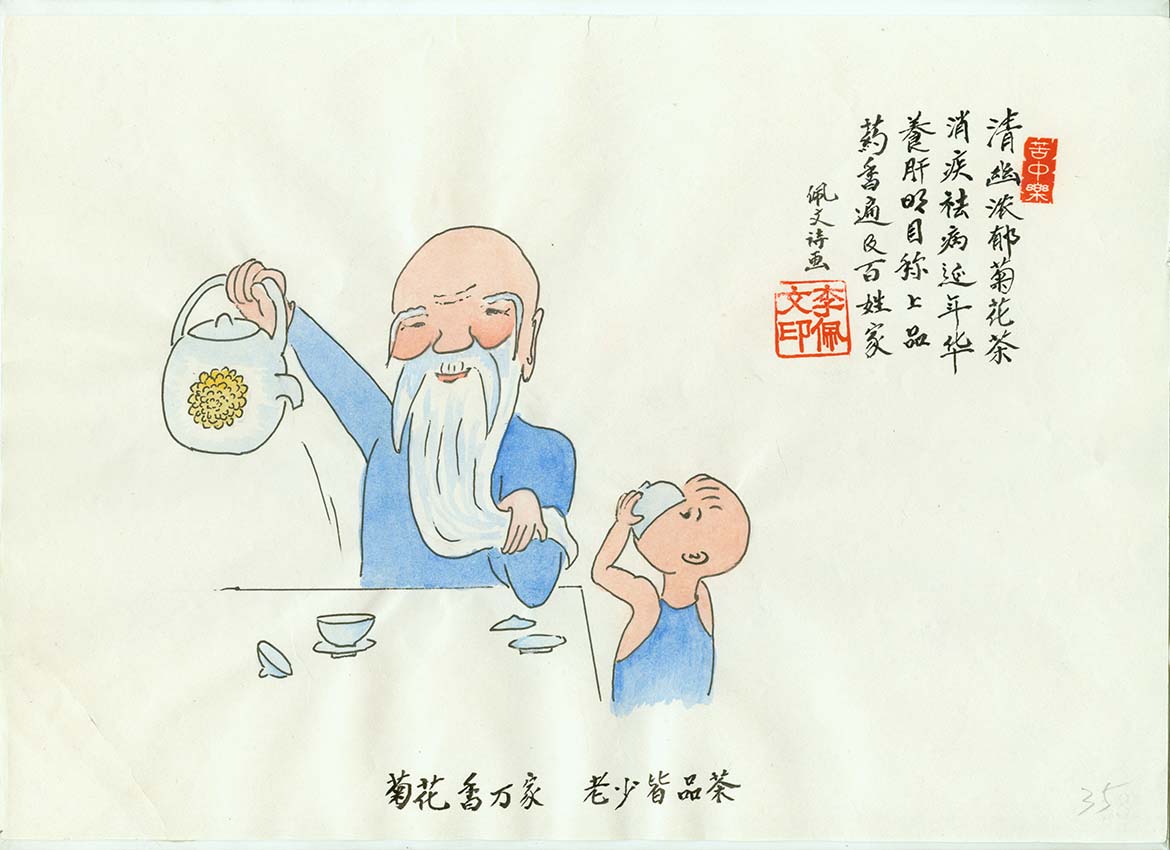 苦中樂
清幽浓郁菊花茶
消疾祛病延年华
養肝明目称上品
药香遍及百姓家
佩文诗画
李佩文印
菊花香万家 老少皆品茶